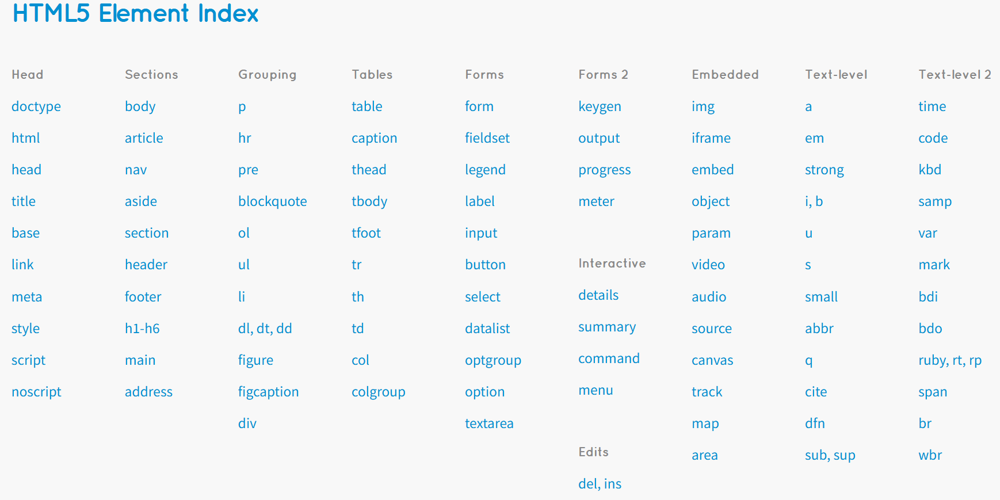 HTML5 Element Index
Head
doctype
html
head
title
base
link
meta
style
script
noscript
Sections
body
article
nav
aside
section
header
footer
h1-h6
main
address
Grouping
p
hr
pre
blockquote
ol
ul
li
dl, dt, dd
figure
figcaption
div
Tables
table
caption
thead
tbody
tfoot
tr
th
td
col
colgroup
Forms
form
fieldset
legend
label
input
button
select
datalist
optgroup
option
textarea
Forms 2
keygen
output
progress
meter
Interactive
details
summary
command
menu
Edits
del, ins
Embedded
img
iframe
embed
object
param
video
audio
source
canvas
track
map
area
Text-level
a
em
strong
i, b
u
s
small
abbr
q
cite
dfn
sub, sup
Text-level 2
time
code
kbd
samp
var
mark
bdi
bdo
ruby, rt, rp
span
br
wbr